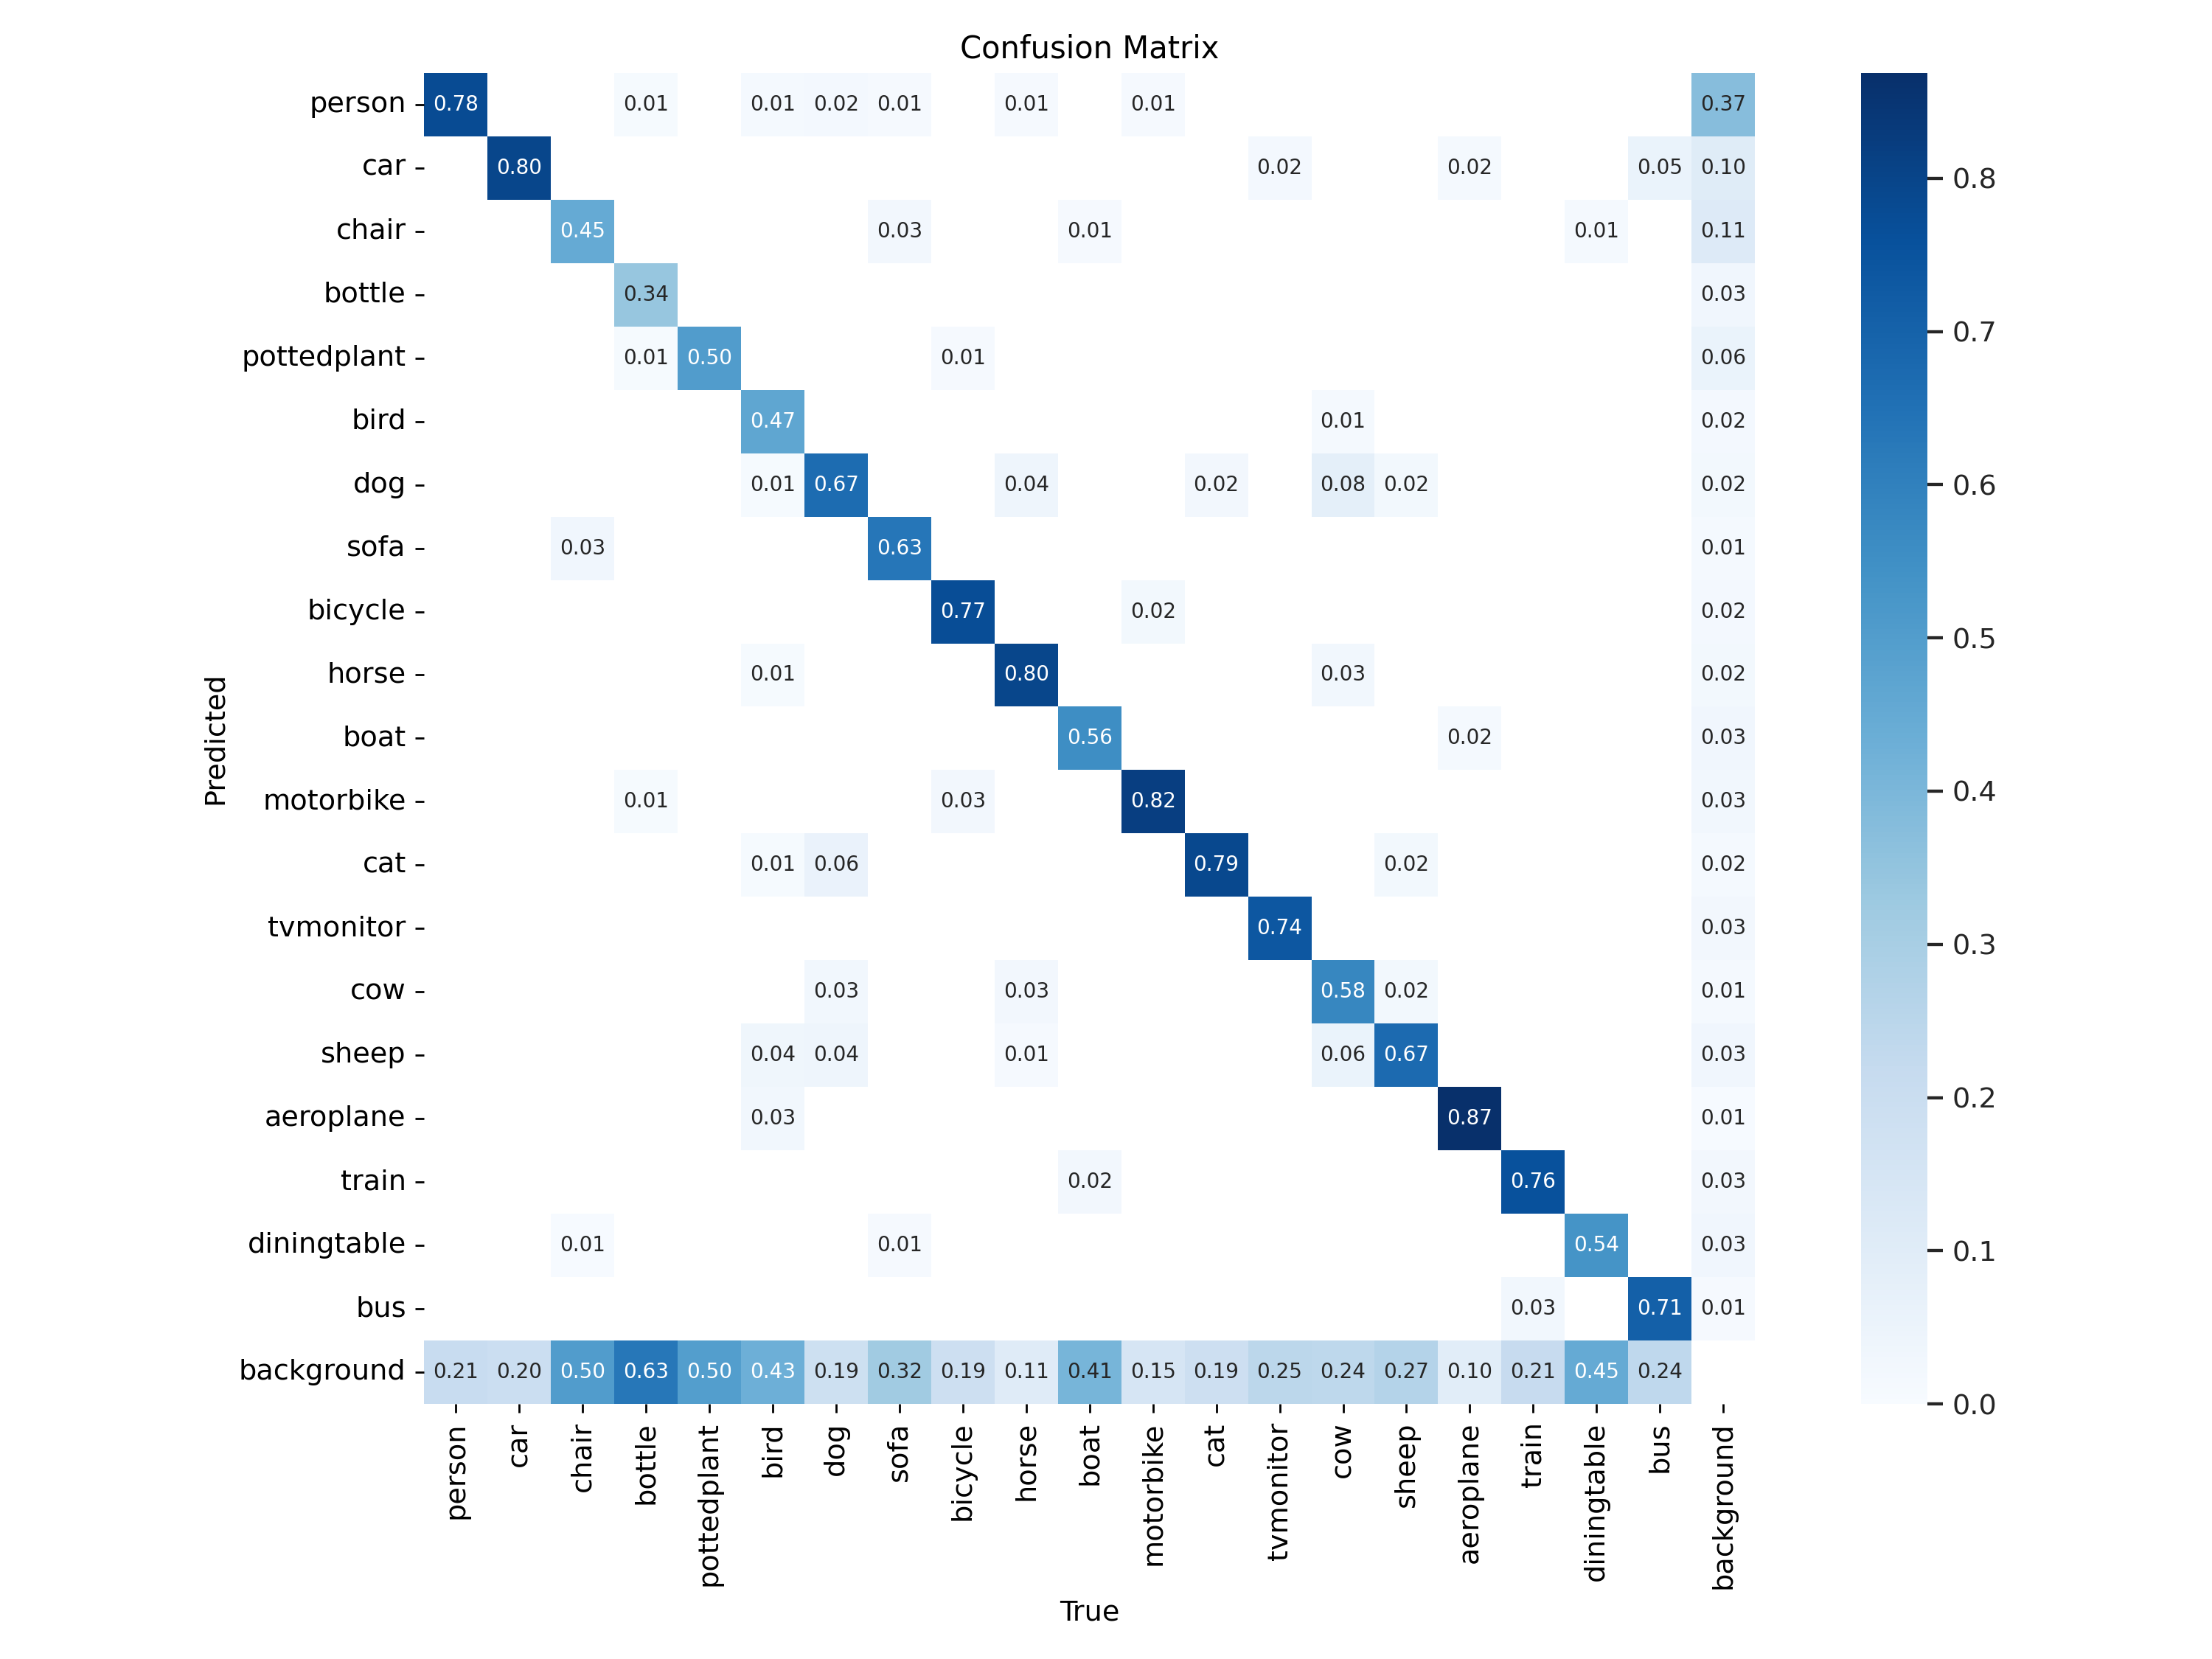 Confusion Matrix
person 0.78 0.01 0.01 0.02 0.01 0.01 0.01 0.37
car 0.80 0.02 0.02 0.05 0.10
0.8
chair 0.45 0.03 0.01 0.01 0.11
bottle 0.34 0.03
0.7
pottedplant 0.01 0.50 0.01 0.06
bird 0.47 0.01 0.02
dog 0.01 0.67 0.04 0.02 0.08 0.02 0.02
0.6
sofa 0.03 0.63 0.01
bicycle 0.77 0.02 0.02
0.5
horse 0.01 0.80 0.03 0.02
Predicted
boat 0.56 0.02 0.03
motorbike 0.01 0.03 0.82 0.03
0.4
cat 0.01 0.06 0.79 0.02 0.02
tvmonitor 0.74 0.03
0.3
cow 0.03 0.03 0.58 0.02 0.01
sheep 0.04 0.04 0.01 0.06 0.67 0.03
0.2
aeroplane 0.03 0.87 0.01
train 0.02 0.76 0.03
diningtable 0.01 0.01 0.54 0.03
0.1
bus 0.03 0.71 0.01
background 0.21 0.20 0.50 0.63 0.50 0.43 0.19 0.32 0.19 0.11 0.41 0.15 0.19 0.25 0.24 0.27 0.10 0.21 0.45 0.24
0.0
person car chair bottle pottedplant bird dog sofa bicycle horse boat motorbike cat tvmonitor cow sheep aeroplane train diningtable bus background
True